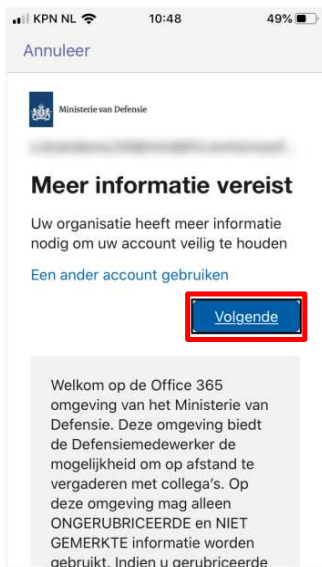 KPN NL 10:48 49%
Annuleer
Ministerie van Defensie
Meer informatie vereist
Uw organisatie heeft meer informatie
nodig om uw account veilig te houden
Een ander account gebruiken
Volgende
Welkom op de Office 365
omgeving van het Ministerie van
Defensie. Deze omgeving biedt
de Defensiemedewerker de
mogelijkheid om op afstand te
vergaderen met collega's. Op
deze omgeving mag alleen
ONGERUBRICEERDE en NIET
GEMERKTE informatie worden
gebruikt. Indien u gerubriceerde